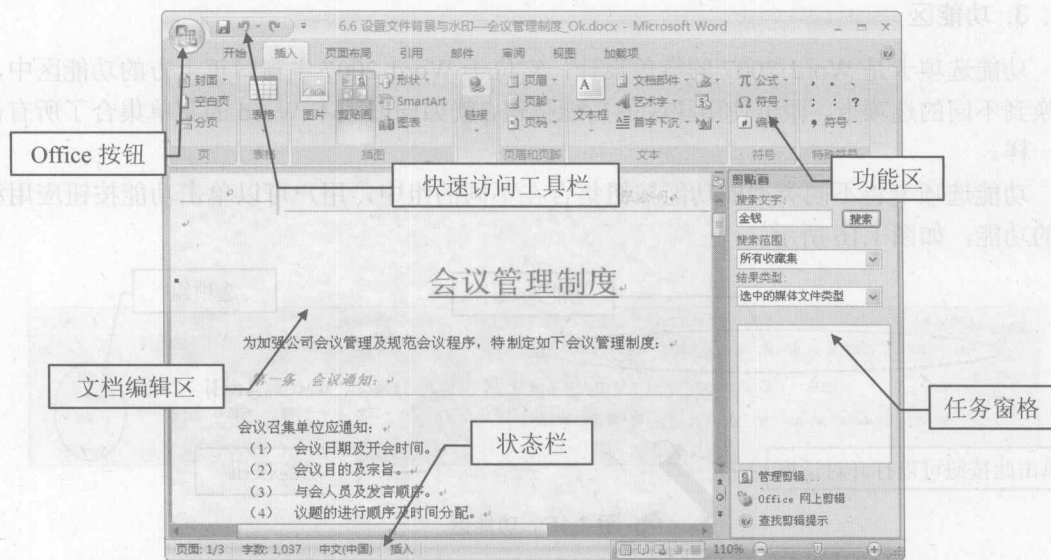 3. 功能区
6.6 设置文件背景与水印—会议管理制度_Ok.docx - Microsoft Word
开始 插入 页面布局 引用 邮件 审阅 视图 加载项
封面 表格 图片 剪贴画 形状 链接 页眉 文本框 文档部件 公式
空白页 SmartArt 页脚 艺术字 符号 ; : ?
分页 图表 页码 首字下沉 编号 , 符号
页 表格 插图 页眉和页脚 文本 符号 特殊符号
Office 按钮
快速访问工具栏
功能区
剪贴画
搜索文字:
金钱 搜索
搜索范围:
所有收藏集
结果类型:
选中的媒体文件类型
会议管理制度
为加强公司会议管理及规范会议程序,特制定如下会议管理制度:
第一条 会议通知:
文档编辑区
任务窗格
会议召集单位应通知:
状态栏
(1) 会议日期及开会时间。
(2) 会议目的及宗旨。
(3) 与会人员及发言顺序。
(4) 议题的进行顺序及时间分配。
管理剪辑
Office 网上剪辑
查找剪辑提示
页面: 1/3 字数: 1,037 中文(中国) 插入 110%